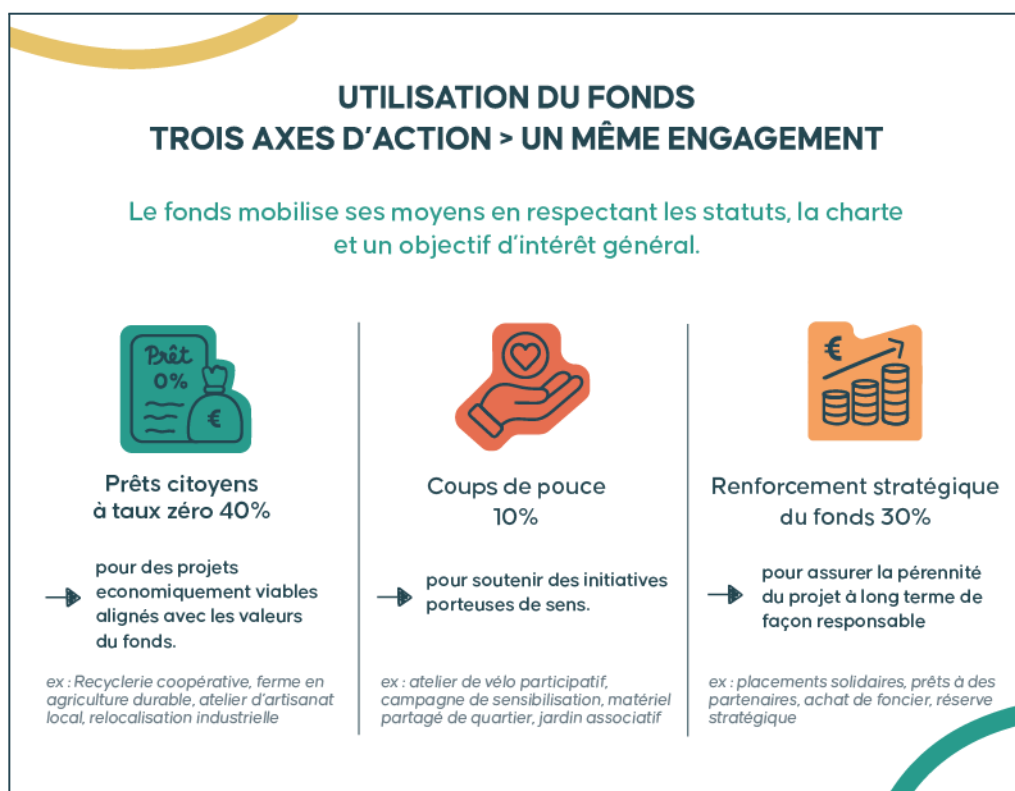 UTILISATION DU FONDS
TROIS AXES D'ACTION > UN MÊME ENGAGEMENT
Le fonds mobilise ses moyens en respectant les statuts, la charte
et un objectif d'intérêt général.
Prêt
0%
€
Prêts citoyens
à taux zéro 40%
pour des projets
economiquement viables
alignés avec les valeurs
du fonds.
ex : Recyclerie coopérative, ferme en
agriculture durable, atelier d'artisanat
local, relocalisation industrielle
Coups de pouce
10%
pour soutenir des initiatives
porteuses de sens.
ex : atelier de vélo participatif,
campagne de sensibilisation, matériel
partagé de quartier, jardin associatif
€
Renforcement stratégique
du fonds 30%
pour assurer la pérennité
du projet à long terme de
façon responsable
ex : placements solidaires, prêts à des
partenaires, achat de foncier, réserve
stratégique